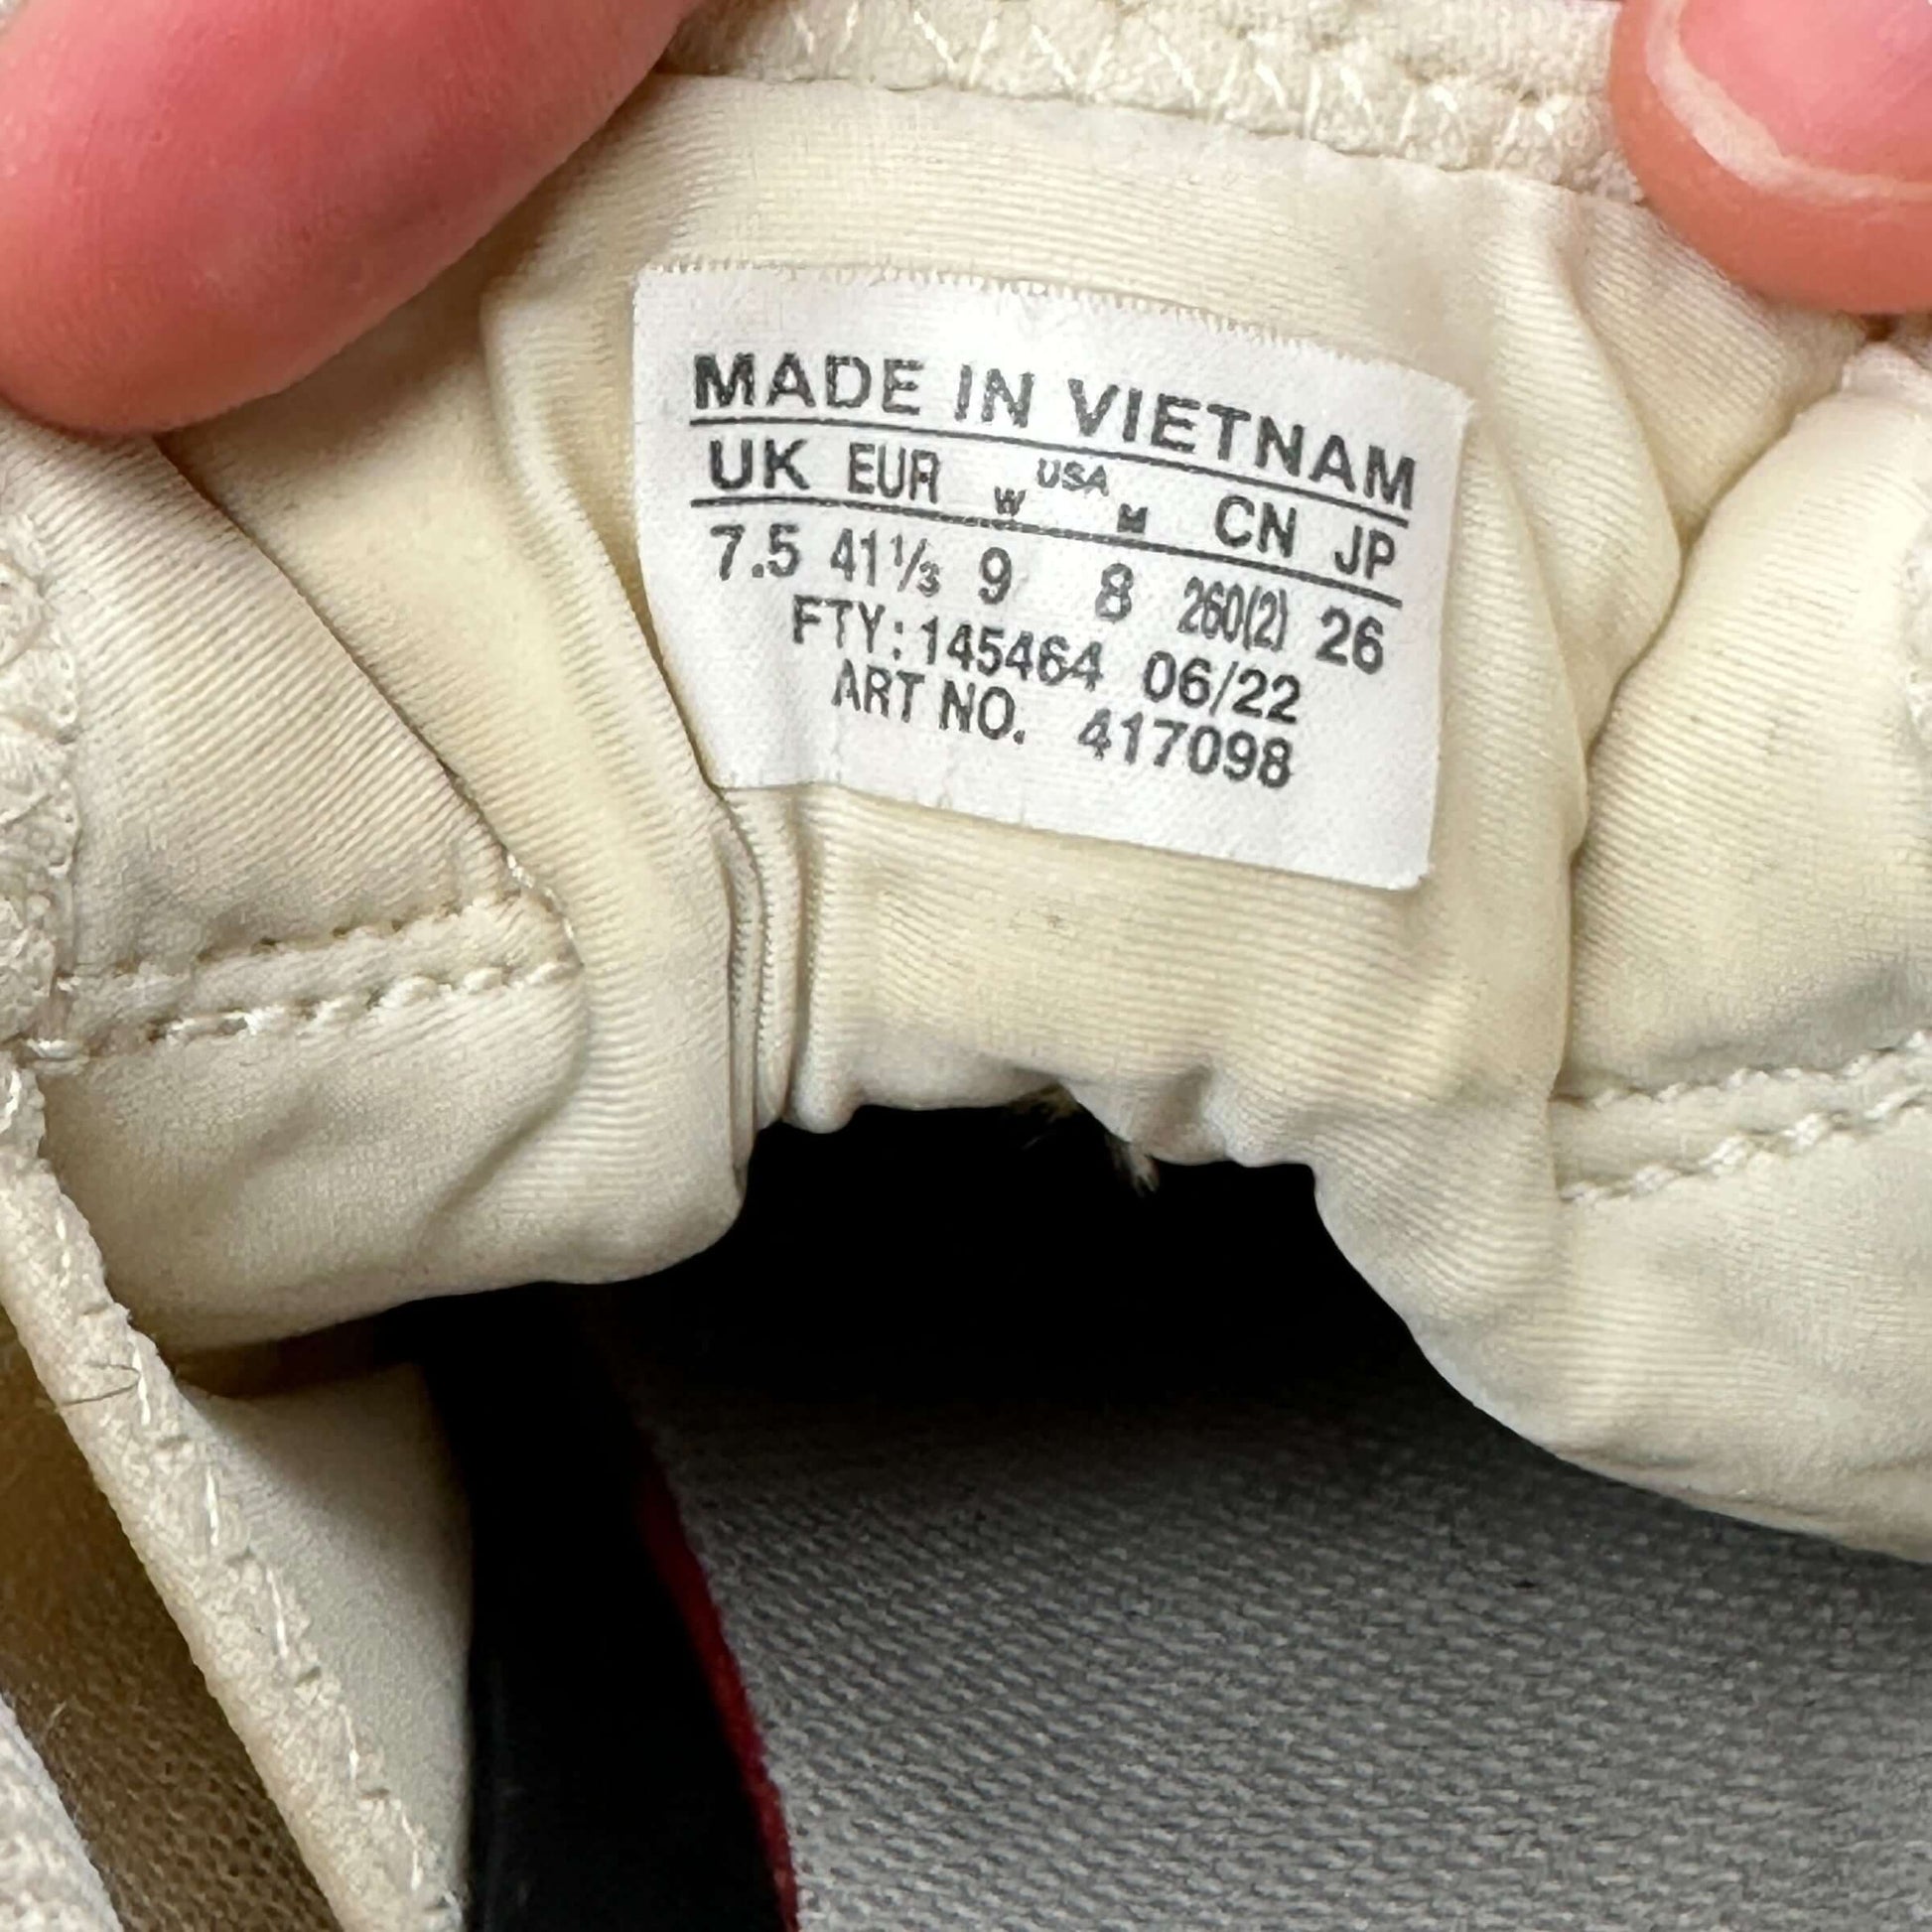 MADE IN VIETNAM
UK EUR W USA M CN JP
7.5 41⅓ 9 8 260(2) 26
FTY: 145464 06/22
ART NO. 417098